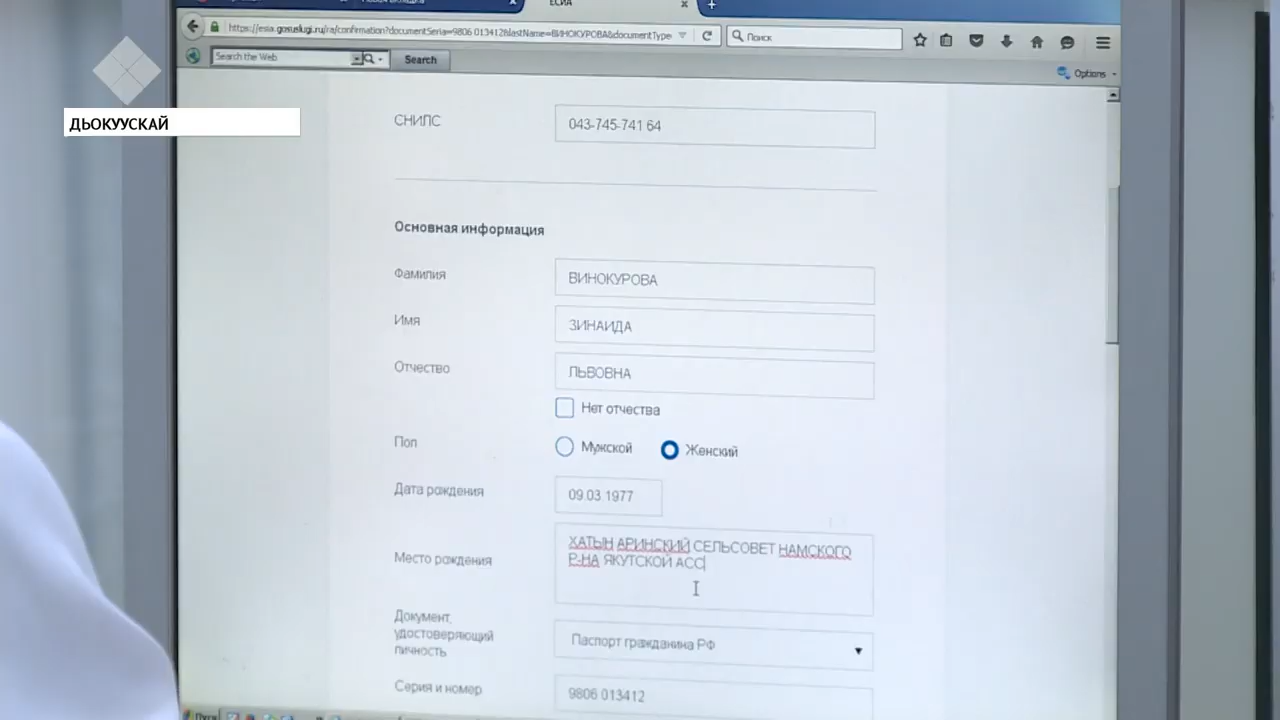 ЕСИА
https://esia.gosuslugi.ru/ra/confirmation?documentSeria=9806 013412&lastName=ВИНОКУРОВА&documentType
Поиск
Search the Web
Search
Options
ДЬОКУУСКАЙ
СНИЛС
043-745-741 64
Основная информация
Фамилия
ВИНОКУРОВА
Имя
ЗИНАИДА
Отчество
ЛЬВОВНА
Нет отчества
Пол
Мужской
Женский
Дата рождения
09.03.1977
Место рождения
ХАТЫН АРИНСКИЙ СЕЛЬСОВЕТ НАМСКОГО
Р-НА ЯКУТСКОЙ АСС
Документ,
удостоверяющий
личность
Паспорт гражданина РФ
Серия и номер
9806 013412